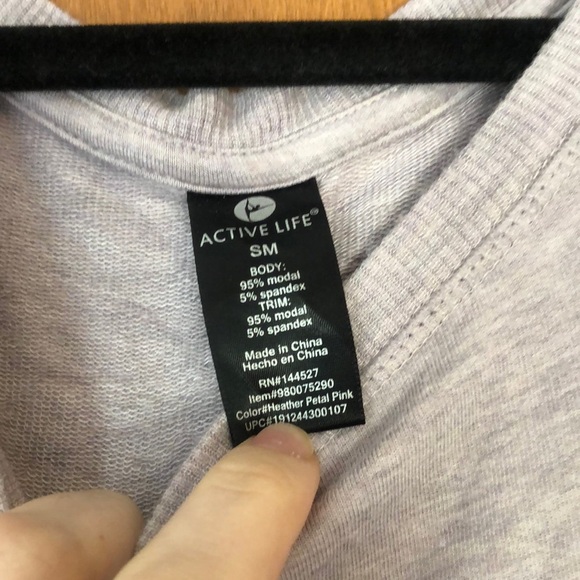 ACTIVE LIFE®
SM
BODY:
95% modal
5% spandex
TRIM:
95% modal
5% spandex
Made in China
Hecho en China
RN#144527
Item#980075290
Color#Heather Petal Pink
UPC#191244300107